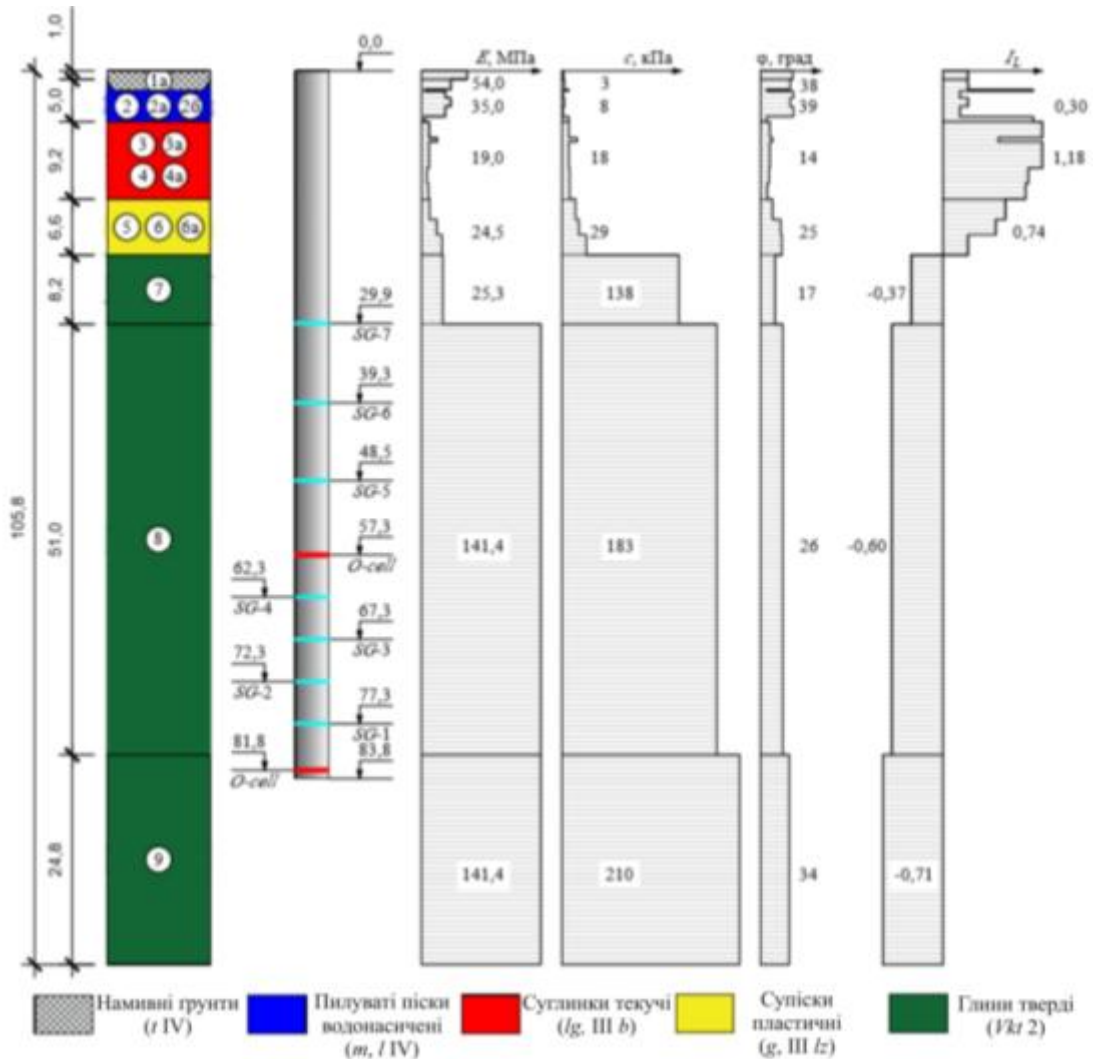 1,0
5,0
9,2
6,6
8,2
51,0
24,8
105,8
1а
2 2а 2б
3 3а
4 4а
5 6 6а
7
8
9
0,0
29,9
SG-7
39,3
SG-6
48,5
SG-5
57,3
O-cell
62,3
SG-4
67,3
SG-3
72,3
SG-2
77,3
SG-1
81,8
O-cell
83,8
E, МПа
54,0
35,0
19,0
24,5
25,3
141,4
141,4
c, кПа
3
8
18
29
138
183
210
φ, град
38
39
14
25
17
26
34
I_L
0,30
1,18
0,74
-0,37
-0,60
-0,71
Намивні ґрунти
(t IV)
Пилуваті піски
водонасичені
(m, l IV)
Суглинки текучі
(lg, III b)
Супіски
пластичні
(g, III lz)
Глини тверді
(Vkt 2)